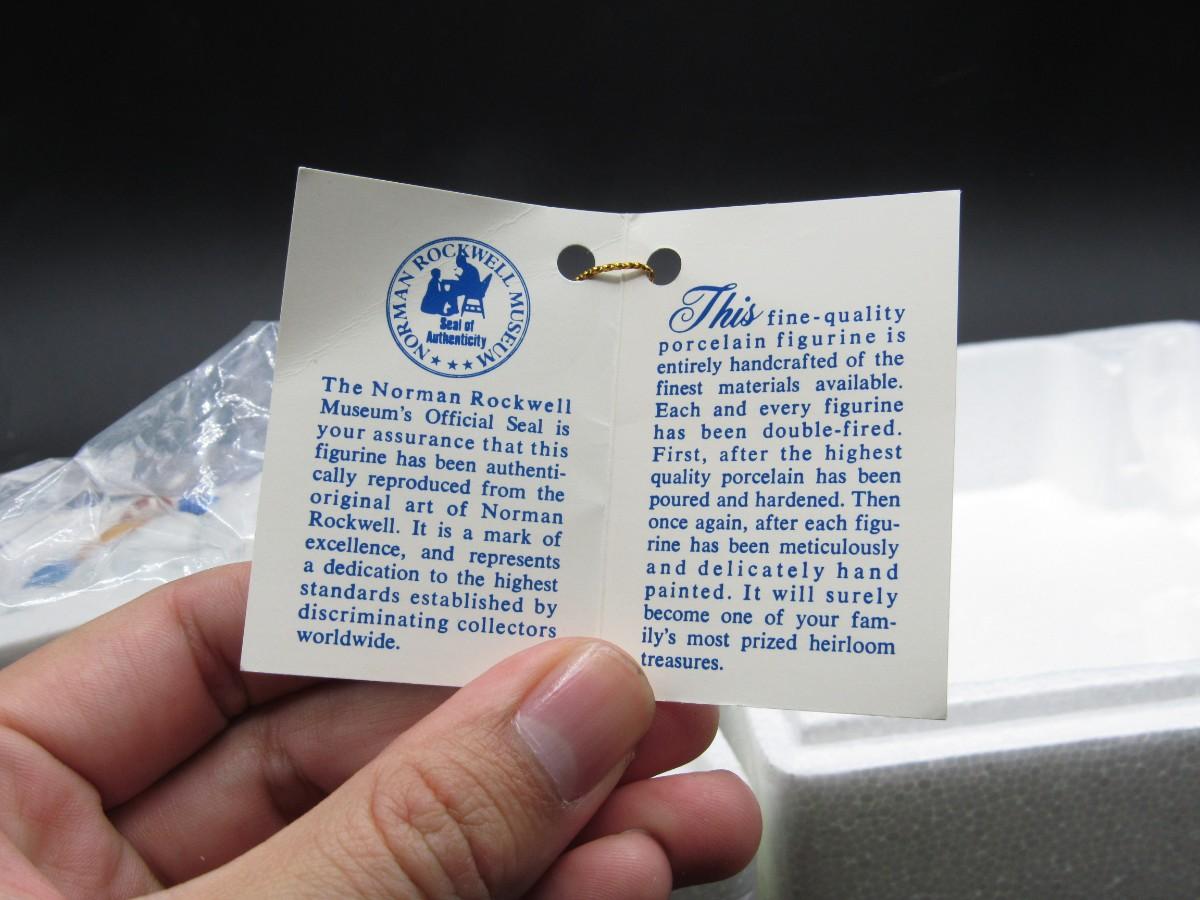 NORMAN ROCKWELL MUSEUM
Seal of
Authenticity
The Norman Rockwell
Museum's Official Seal is
your assurance that this
figurine has been authenti-
cally reproduced from the
original art of Norman
Rockwell. It is a mark of
excellence, and represents
a dedication to the highest
standards established by
discriminating collectors
worldwide.
This fine-quality
porcelain figurine is
entirely handcrafted of the
finest materials available.
Each and every figurine
has been double-fired.
First, after the highest
quality porcelain has been
poured and hardened. Then
once again, after each figu-
rine has been meticulously
and delicately hand
painted. It will surely
become one of your fam-
ily's most prized heirloom
treasures.